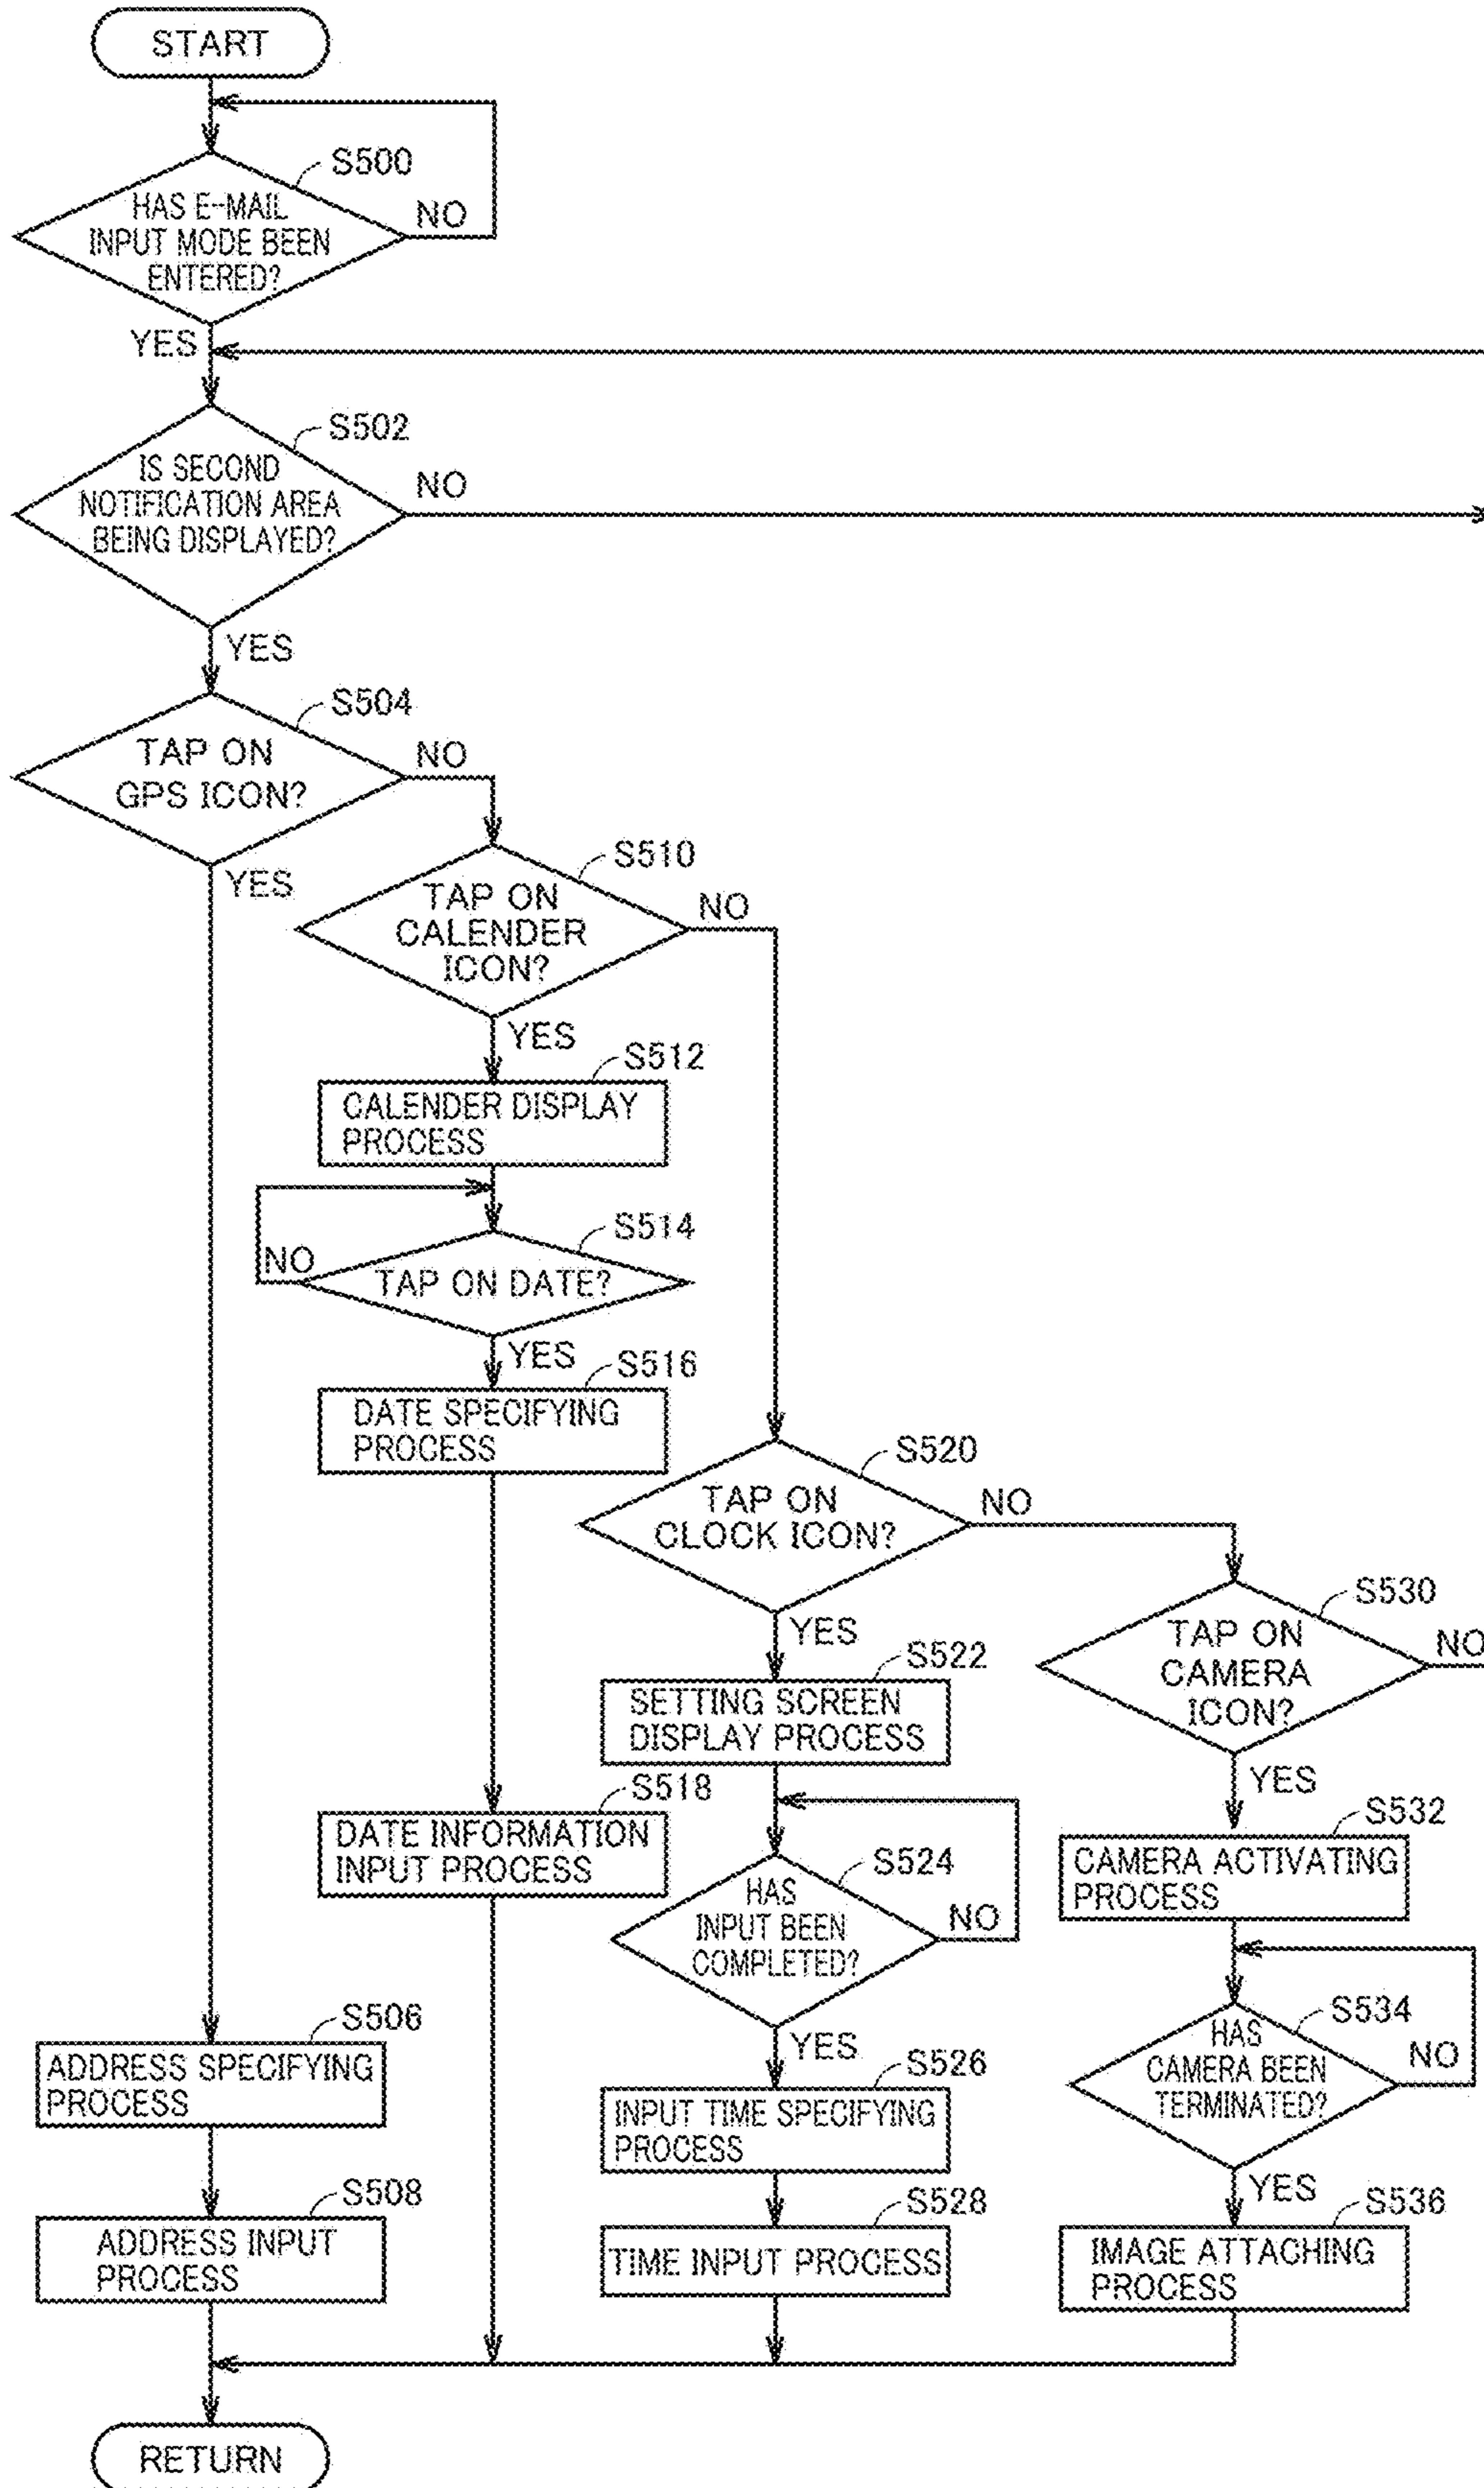 START
S500
HAS E-MAIL
INPUT MODE BEEN
ENTERED?
NO
YES
S502
IS SECOND
NOTIFICATION AREA
BEING DISPLAYED?
NO
YES
S504
TAP ON
GPS ICON?
NO
YES
S510
TAP ON
CALENDER
ICON?
NO
YES
S512
CALENDER DISPLAY
PROCESS
S514
TAP ON DATE?
NO
YES
S516
DATE SPECIFYING
PROCESS
S520
TAP ON
CLOCK ICON?
NO
YES
S530
TAP ON
CAMERA
ICON?
NO
YES
S522
SETTING SCREEN
DISPLAY PROCESS
S518
DATE INFORMATION
INPUT PROCESS
S532
CAMERA ACTIVATING
PROCESS
S524
HAS
INPUT BEEN
COMPLETED?
NO
YES
S534
HAS
CAMERA BEEN
TERMINATED?
NO
YES
S506
ADDRESS SPECIFYING
PROCESS
S526
INPUT TIME SPECIFYING
PROCESS
S508
ADDRESS INPUT
PROCESS
S528
TIME INPUT PROCESS
S536
IMAGE ATTACHING
PROCESS
RETURN